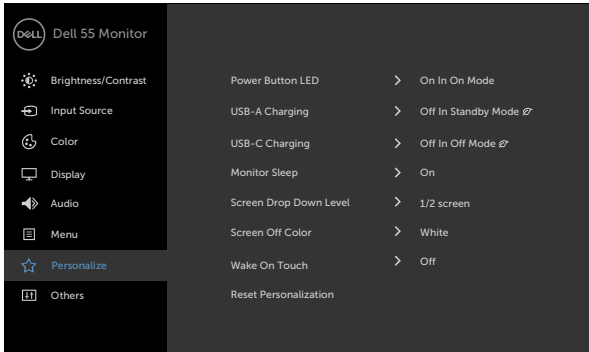 DELL Dell 55 Monitor
Brightness/Contrast
Input Source
Color
Display
Audio
Menu
Personalize
Others
Power Button LED > On In On Mode
USB-A Charging > Off In Standby Mode
USB-C Charging > Off In Off Mode
Monitor Sleep > On
Screen Drop Down Level > 1/2 screen
Screen Off Color > White
Wake On Touch > Off
Reset Personalization